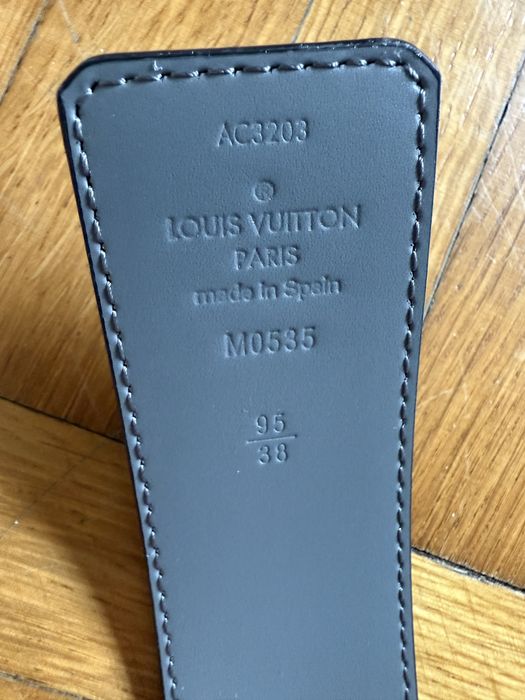 AC3203
®
LOUIS VUITTON
PARIS
made in Spain
M0535
95
38